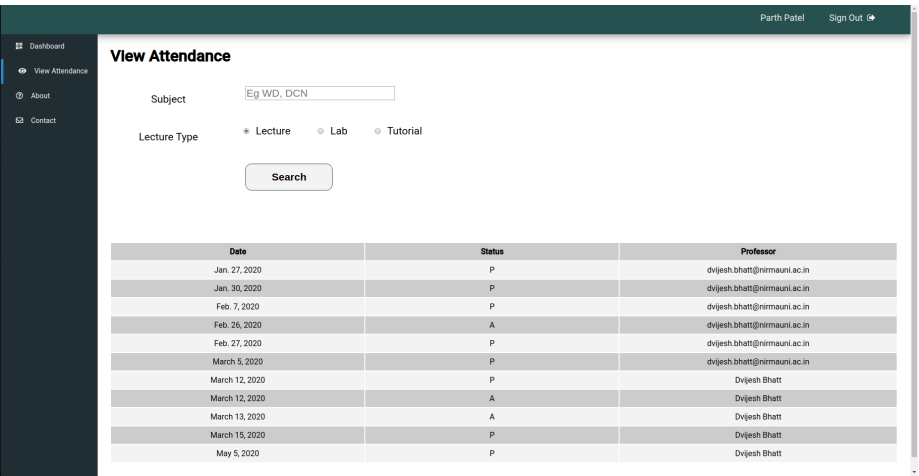 Parth Patel Sign Out
Dashboard
View Attendance
About
Contact
View Attendance
Subject Eg WD, DCN
Lecture Type Lecture Lab Tutorial
Search
Date Status Professor
Jan. 27, 2020 P dvijesh.bhatt@nirmauni.ac.in
Jan. 30, 2020 P dvijesh.bhatt@nirmauni.ac.in
Feb. 7, 2020 P dvijesh.bhatt@nirmauni.ac.in
Feb. 26, 2020 A dvijesh.bhatt@nirmauni.ac.in
Feb. 27, 2020 P dvijesh.bhatt@nirmauni.ac.in
March 5, 2020 P dvijesh.bhatt@nirmauni.ac.in
March 12, 2020 P Dvijesh Bhatt
March 12, 2020 A Dvijesh Bhatt
March 13, 2020 A Dvijesh Bhatt
March 15, 2020 P Dvijesh Bhatt
May 5, 2020 P Dvijesh Bhatt